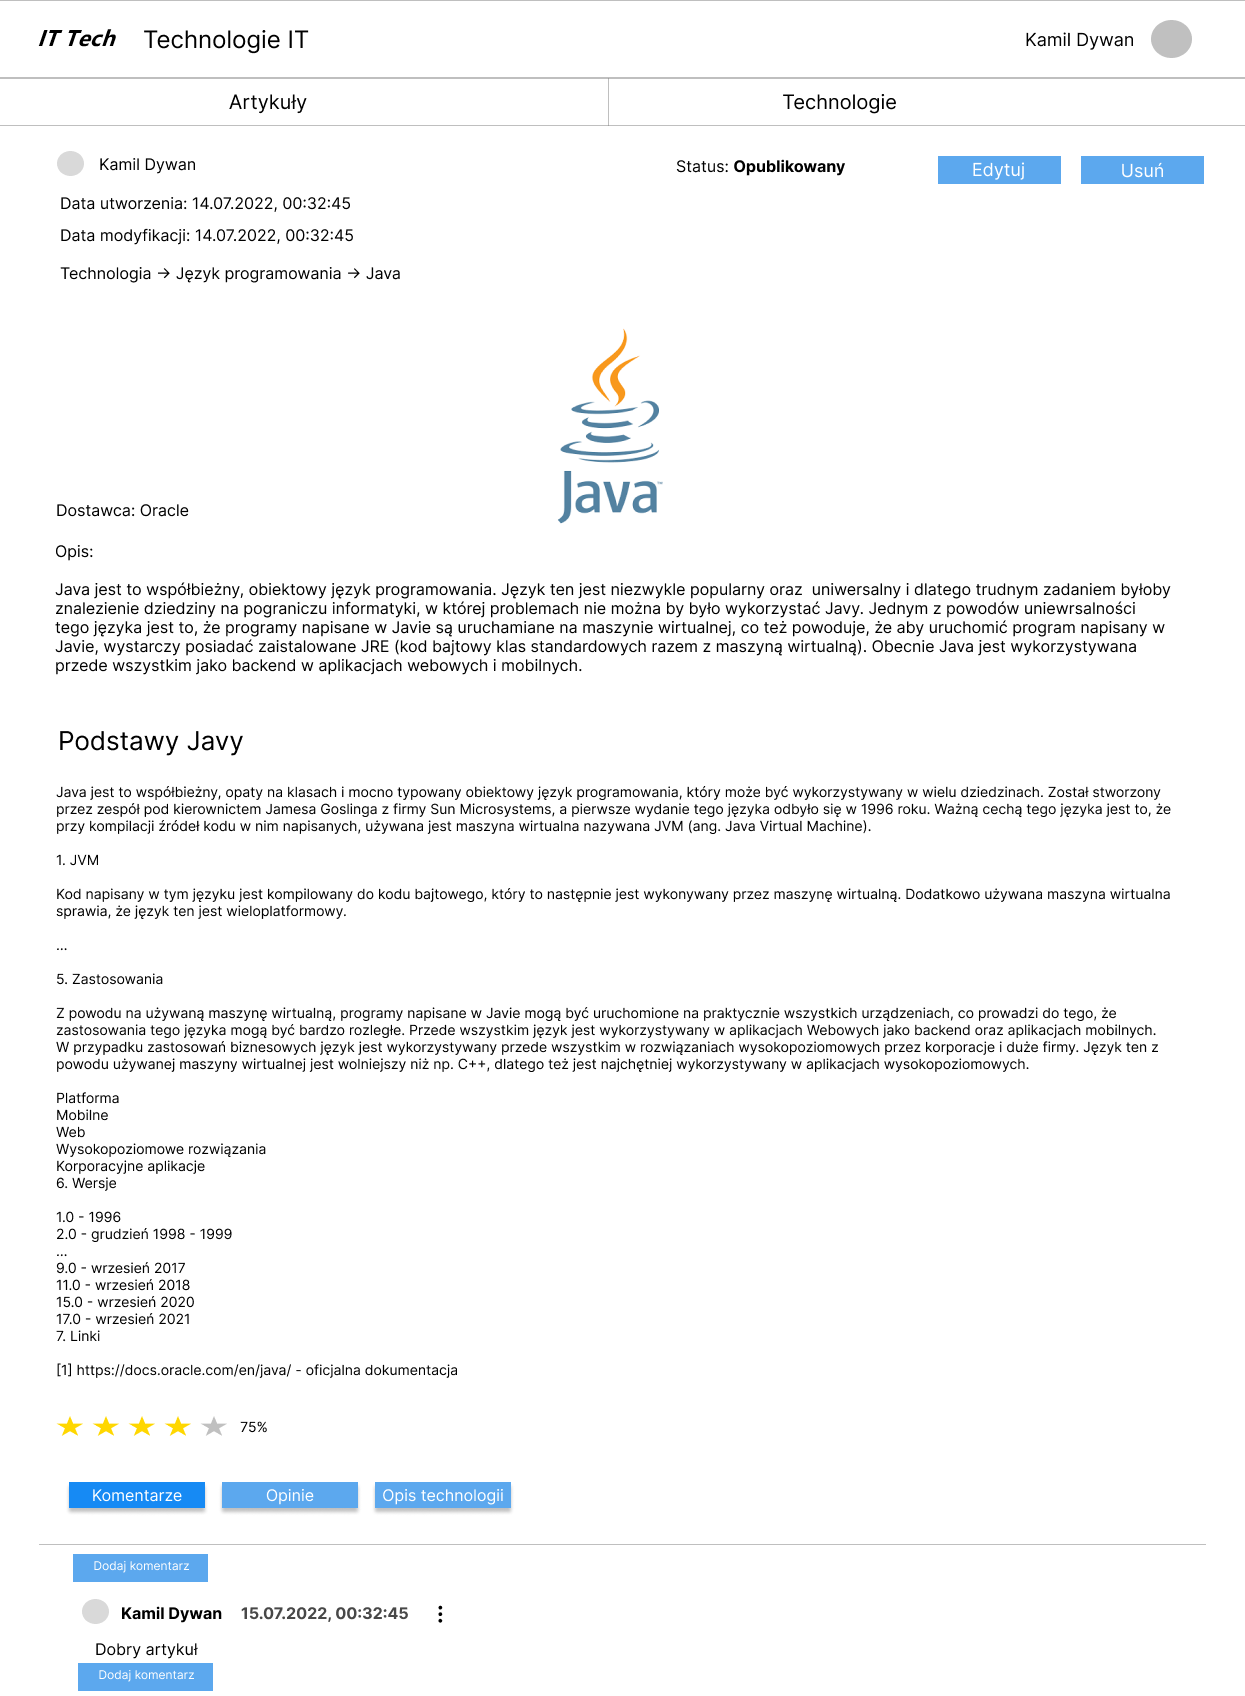 IT Tech
Technologie IT
Kamil Dywan
Artykuły
Technologie
Kamil Dywan
Status: Opublikowany
Edytuj
Usuń
Data utworzenia: 14.07.2022, 00:32:45
Data modyfikacji: 14.07.2022, 00:32:45
Technologia → Język programowania → Java
Java™
Dostawca: Oracle
Opis:
Java jest to współbieżny, obiektowy język programowania. Język ten jest niezwykle popularny oraz  uniwersalny i dlatego trudnym zadaniem byłoby
znalezienie dziedziny na pograniczu informatyki, w której problemach nie można by było wykorzystać Javy. Jednym z powodów uniewrsalności
tego języka jest to, że programy napisane w Javie są uruchamiane na maszynie wirtualnej, co też powoduje, że aby uruchomić program napisany w
Javie, wystarczy posiadać zaistalowane JRE (kod bajtowy klas standardowych razem z maszyną wirtualną). Obecnie Java jest wykorzystywana
przede wszystkim jako backend w aplikacjach webowych i mobilnych.
Podstawy Javy
Java jest to współbieżny, opaty na klasach i mocno typowany obiektowy język programowania, który może być wykorzystywany w wielu dziedzinach. Został stworzony
przez zespół pod kierownictem Jamesa Goslinga z firmy Sun Microsystems, a pierwsze wydanie tego języka odbyło się w 1996 roku. Ważną cechą tego języka jest to, że
przy kompilacji źródeł kodu w nim napisanych, używana jest maszyna wirtualna nazywana JVM (ang. Java Virtual Machine).
1. JVM
Kod napisany w tym języku jest kompilowany do kodu bajtowego, który to następnie jest wykonywany przez maszynę wirtualną. Dodatkowo używana maszyna wirtualna
sprawia, że język ten jest wieloplatformowy.
...
5. Zastosowania
Z powodu na używaną maszynę wirtualną, programy napisane w Javie mogą być uruchomione na praktycznie wszystkich urządzeniach, co prowadzi do tego, że
zastosowania tego języka mogą być bardzo rozległe. Przede wszystkim język jest wykorzystywany w aplikacjach Webowych jako backend oraz aplikacjach mobilnych.
W przypadku zastosowań biznesowych język jest wykorzystywany przede wszystkim w rozwiązaniach wysokopoziomowych przez korporacje i duże firmy. Język ten z
powodu używanej maszyny wirtualnej jest wolniejszy niż np. C++, dlatego też jest najchętniej wykorzystywany w aplikacjach wysokopoziomowych.
Platforma
Mobilne
Web
Wysokopoziomowe rozwiązania
Korporacyjne aplikacje
6. Wersje
1.0 - 1996
2.0 - grudzień 1998 - 1999
...
9.0 - wrzesień 2017
11.0 - wrzesień 2018
15.0 - wrzesień 2020
17.0 - wrzesień 2021
7. Linki
[1] https://docs.oracle.com/en/java/ - oficjalna dokumentacja
75%
Komentarze
Opinie
Opis technologii
Dodaj komentarz
Kamil Dywan
15.07.2022, 00:32:45
Dobry artykuł
Dodaj komentarz